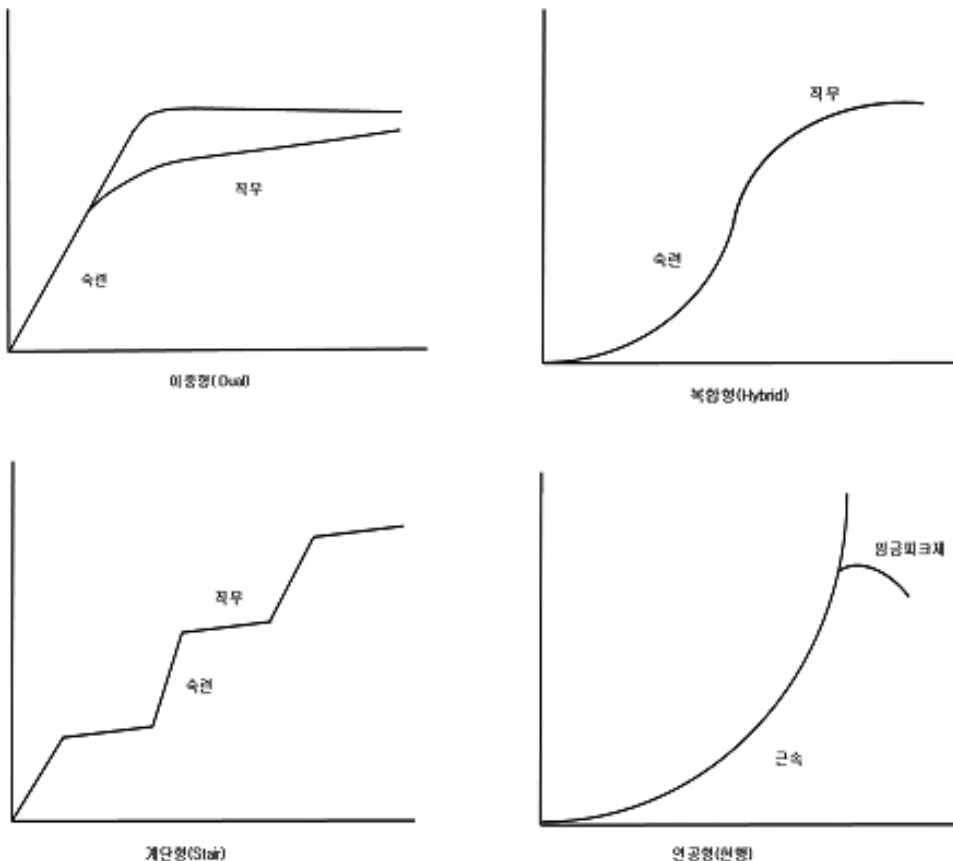 직무
숙련
이중형( Dual)
직무
숙련
복합형(Hybrid)
직무
숙련
계단형(Stair)
임금피크제
근속
연공형(현행)